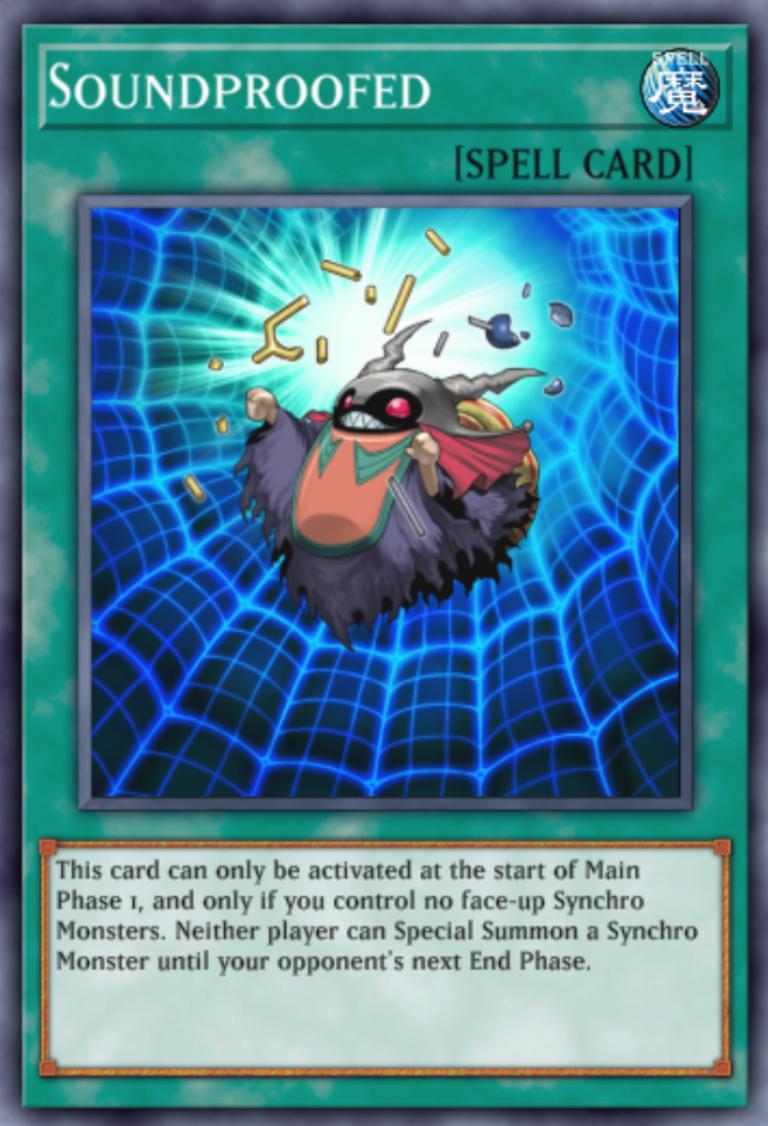 Soundproofed
SPELL
魔
[SPELL CARD]
This card can only be activated at the start of Main
Phase 1, and only if you control no face-up Synchro
Monsters. Neither player can Special Summon a Synchro
Monster until your opponent's next End Phase.